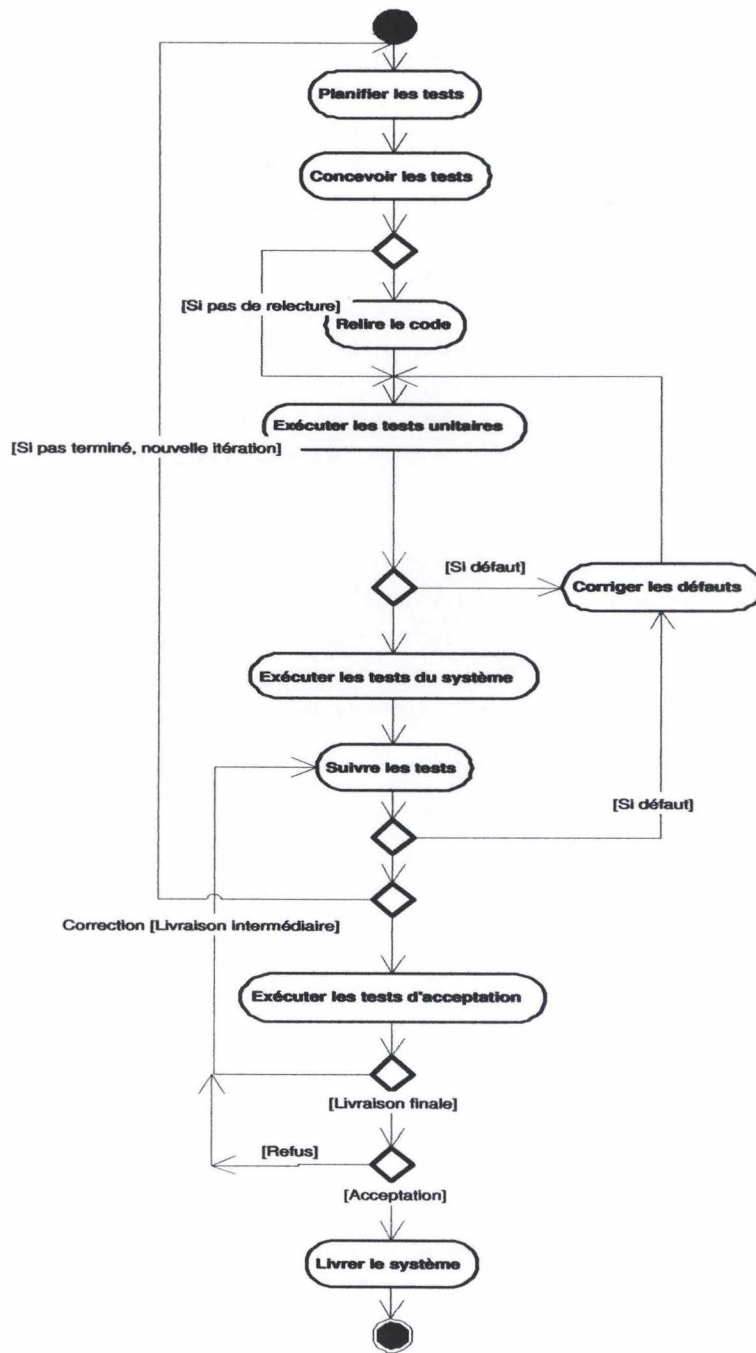 Planifier les tests
Concevoir les tests
[Si pas de relecture]
Relire le code
Exécuter les tests unitaires
[Si pas terminé, nouvelle itération]
[Si défaut]
Corriger les défauts
Exécuter les tests du système
Suivre les tests
[Si défaut]
Correction [Livraison intermédiaire]
Exécuter les tests d'acceptation
[Livraison finale]
[Refus]
[Acceptation]
Livrer le système